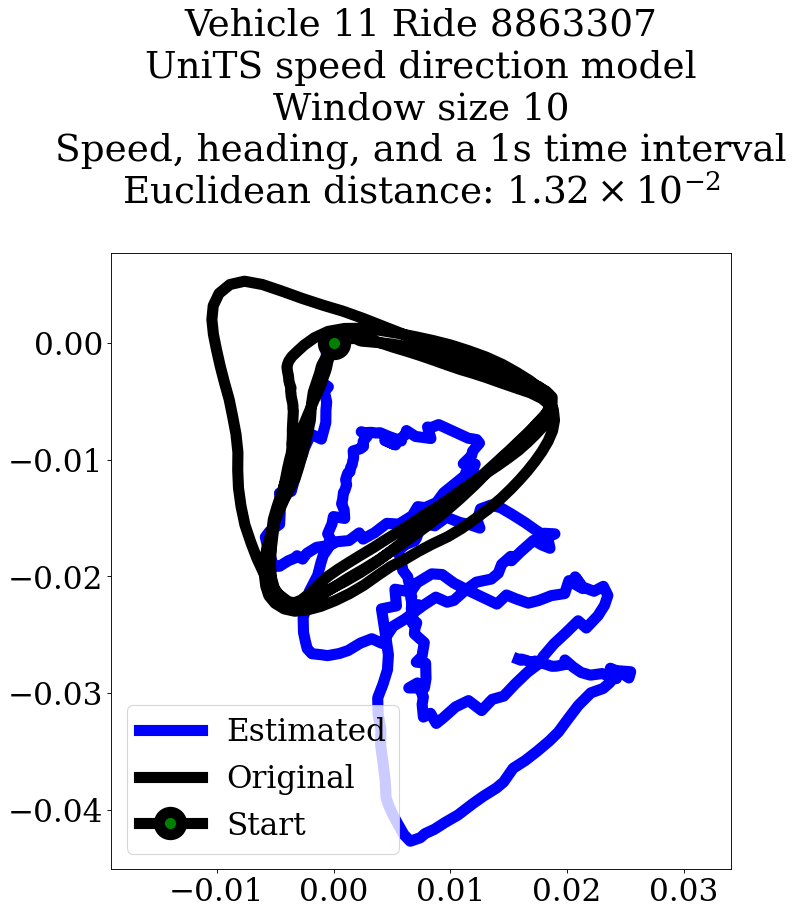 Vehicle 11 Ride 8863307
UniTS speed direction model
Window size 10
Speed, heading, and a 1s time interval
Euclidean distance: 1.32 × 10⁻²
0.00
−0.01
−0.02
−0.03
−0.04
Estimated
Original
Start
−0.01 0.00 0.01 0.02 0.03